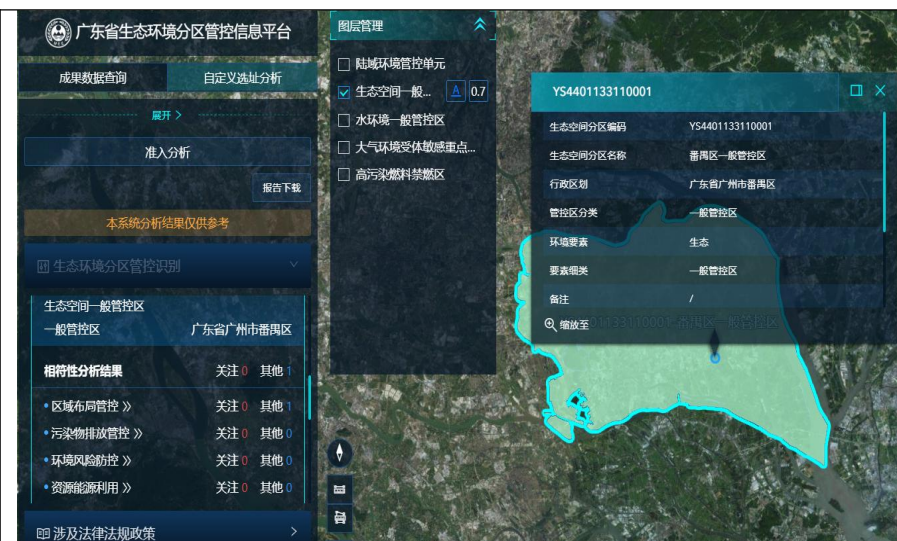 广东省生态环境分区管控信息平台
成果数据查询 自定义选址分析
展开 >
准入分析
报告下载
本系统分析结果仅供参考
生态环境分区管控识别
生态空间一般管控区
一般管控区 广东省广州市番禺区
相符性分析结果 关注 0 其他 1
• 区域布局管控 》 关注 0 其他 1
• 污染物排放管控 》 关注 0 其他 0
• 环境风险防控 》 关注 0 其他 0
• 资源能源利用 》 关注 0 其他 0
涉及法律法规政策 >
图层管理
陆域环境管控单元
生态空间一般... A 0.7
水环境一般管控区
大气环境受体敏感重点...
高污染燃料禁燃区
YS4401133110001
生态空间分区编码 YS4401133110001
生态空间分区名称 番禺区一般管控区
行政区划 广东省广州市番禺区
管控区分类 一般管控区
环境要素 生态
要素细类 一般管控区
备注 /
缩放至
YS4401133110001 番禺区一般管控区